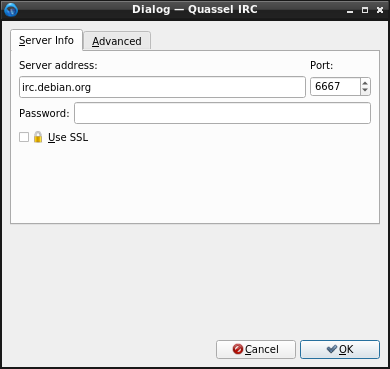 Dialog — Quassel IRC
Server Info
Advanced
Server address:
Port:
irc.debian.org
6667
Password:
Use SSL
Cancel
OK